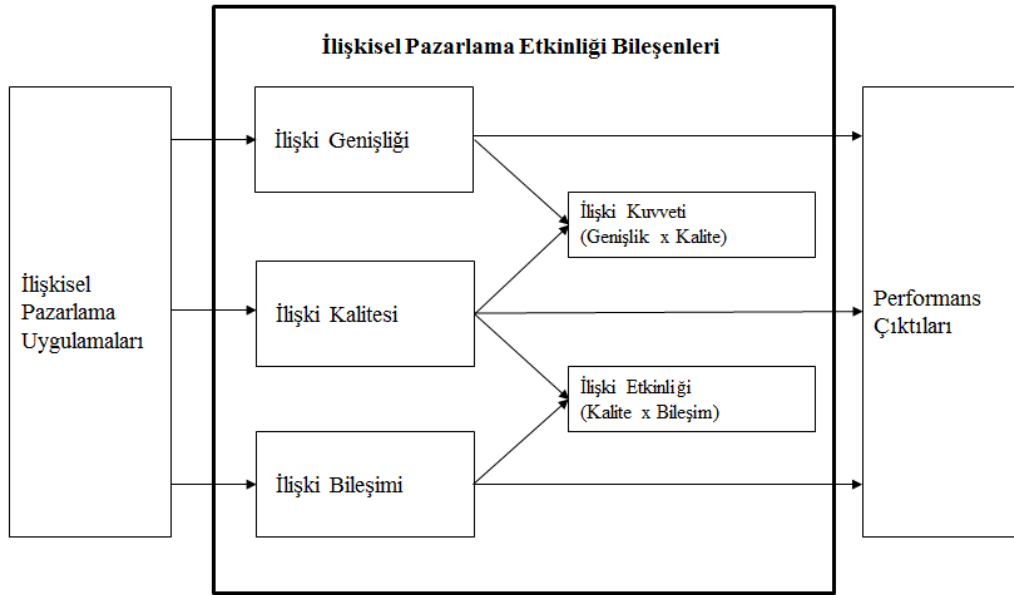 İlişkisel Pazarlama Etkinliği Bileşenleri
İlişkisel
Pazarlama
Uygulamaları
İlişki Genişliği
İlişki Kalitesi
İlişki Bileşimi
İlişki Kuvveti
(Genişlik x Kalite)
İlişki Etkinliği
(Kalite x Bileşim)
Performans
Çıktıları